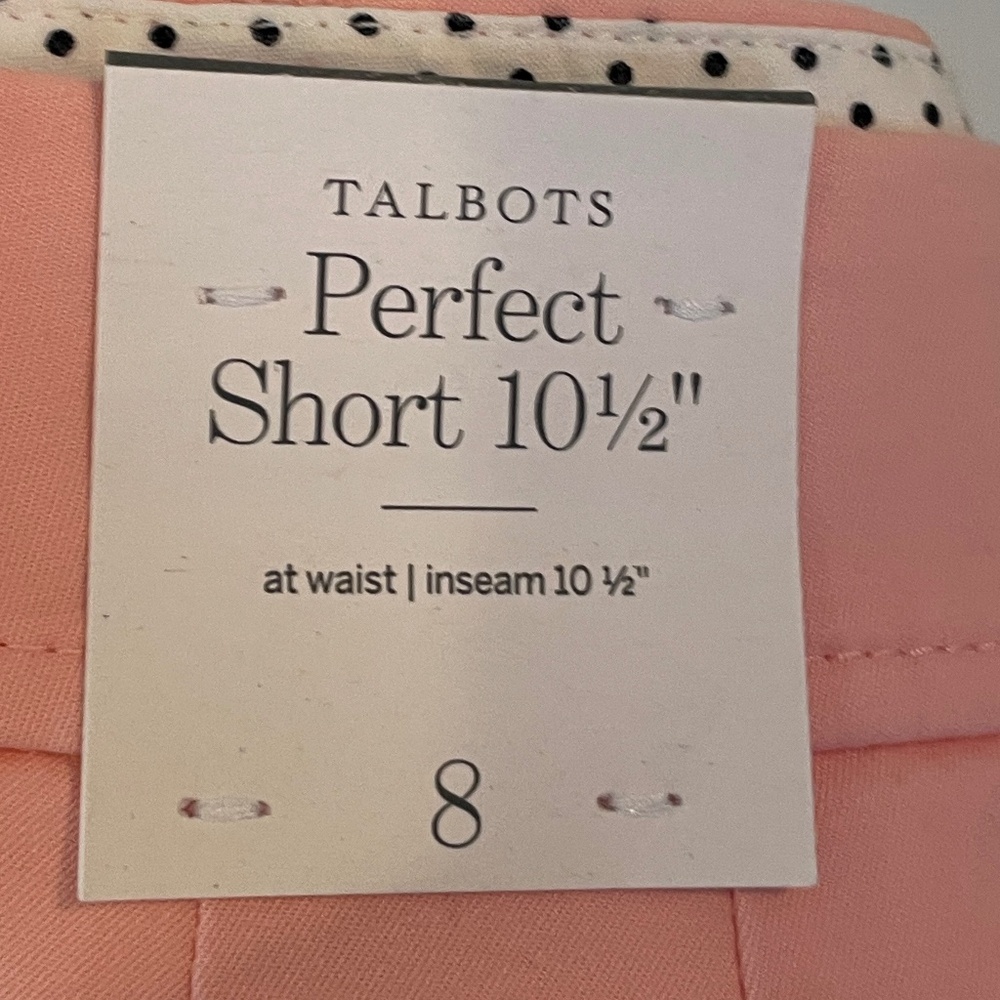 TALBOTS
Perfect
Short 10½"
at waist | inseam 10 ½"
8